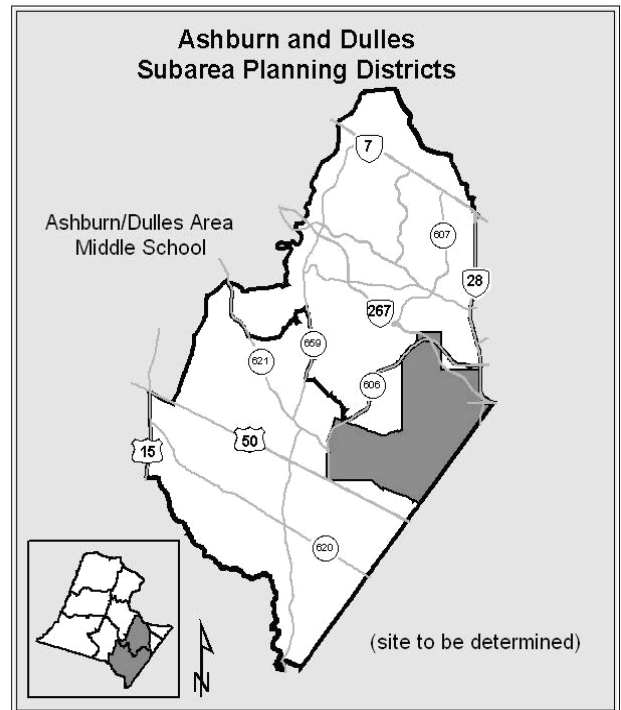 Ashburn and Dulles
Subarea Planning Districts
7
Ashburn/Dulles Area
Middle School
607
28
267
659
621
606
50
15
620
(site to be determined)
N